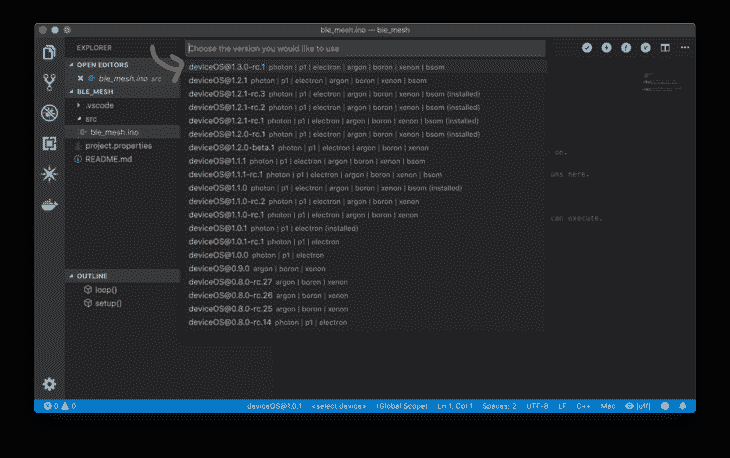 ble_mesh.ino — ble_mesh
EXPLORER
OPEN EDITORS
ble_mesh.ino src
BLE_MESH
.vscode
src
ble_mesh.ino
project.properties
README.md
OUTLINE
loop()
setup()
Choose the version you would like to use
deviceOS@1.3.0-rc.1 photon | p1 | electron | argon | boron | xenon | bsom
deviceOS@1.2.1 photon | p1 | electron | argon | boron | xenon | bsom
deviceOS@1.2.1-rc.3 photon | p1 | electron | argon | boron | xenon | bsom (installed)
deviceOS@1.2.1-rc.2 photon | p1 | electron | argon | boron | xenon | bsom (installed)
deviceOS@1.2.1-rc.1 photon | p1 | electron | argon | boron | xenon | bsom (installed)
deviceOS@1.2.0-rc.1 photon | p1 | electron | argon | boron | xenon | bsom (installed)
deviceOS@1.2.0-beta.1 photon | p1 | electron | argon | boron | xenon
deviceOS@1.1.1 photon | p1 | electron | argon | boron | xenon | bsom
deviceOS@1.1.1-rc.1 photon | p1 | electron | argon | boron | xenon | bsom
deviceOS@1.1.0 photon | p1 | electron | argon | boron | xenon | bsom (installed)
deviceOS@1.1.0-rc.2 photon | p1 | electron | argon | boron | xenon
deviceOS@1.1.0-rc.1 photon | p1 | electron | argon | boron | xenon
deviceOS@1.0.1 photon | p1 | electron (installed)
deviceOS@1.0.1-rc.1 photon | p1 | electron
deviceOS@1.0.0 photon | p1 | electron
deviceOS@0.9.0 argon | boron | xenon
deviceOS@0.8.0-rc.27 argon | boron | xenon
deviceOS@0.8.0-rc.26 argon | boron | xenon
deviceOS@0.8.0-rc.25 argon | boron | xenon
deviceOS@0.8.0-rc.14 photon | p1 | electron
on.
ans here.
can execute.
0 0 deviceOS@1.0.1 <select device> (Global Scope) Ln 1, Col 1 Spaces: 2 UTF-8 LF C++ Mac [off]